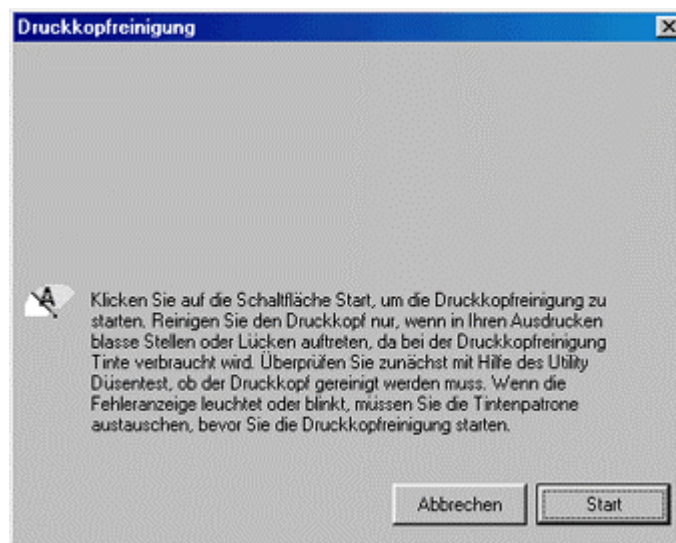 Druckkopfreinigung
Klicken Sie auf die Schaltfläche Start, um die Druckkopfreinigung zu
starten. Reinigen Sie den Druckkopf nur, wenn in Ihren Ausdrucken
blasse Stellen oder Lücken auftreten, da bei der Druckkopfreinigung
Tinte verbraucht wird. Überprüfen Sie zunächst mit Hilfe des Utility
Düsentest, ob der Druckkopf gereinigt werden muss. Wenn die
Fehleranzeige leuchtet oder blinkt, müssen Sie die Tintenpatrone
austauschen, bevor Sie die Druckkopfreinigung starten.
Abbrechen
Start